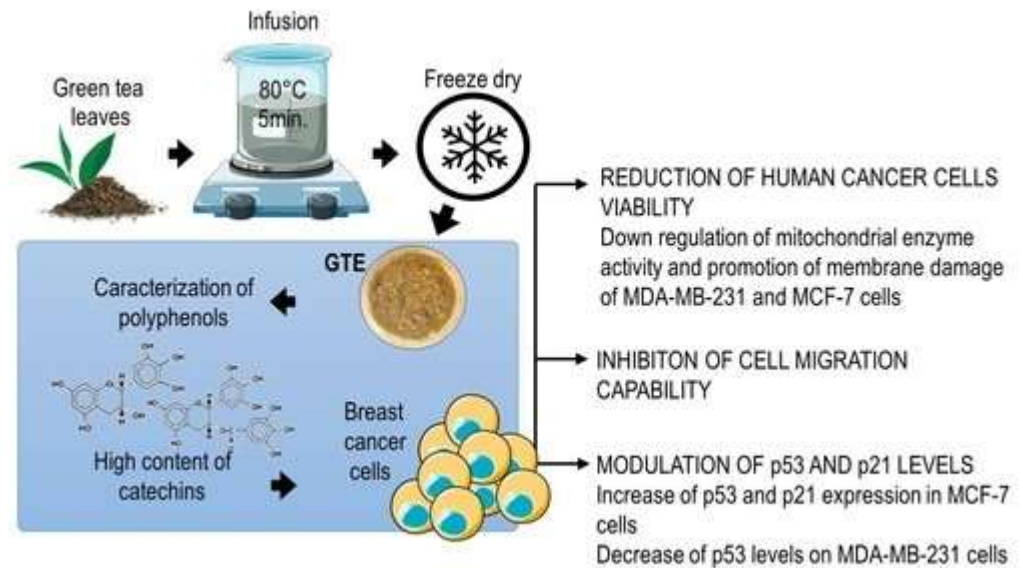 Infusion
Green tea
leaves
80°C
5min.
Freeze dry
GTE
Caracterization of
polyphenols
High content of
catechins
Breast
cancer
cells
REDUCTION OF HUMAN CANCER CELLS
VIABILITY
Down regulation of mitochondrial enzyme
activity and promotion of membrane damage
of MDA-MB-231 and MCF-7 cells
INHIBITON OF CELL MIGRATION
CAPABILITY
MODULATION OF p53 AND p21 LEVELS
Increase of p53 and p21 expression in MCF-7
cells
Decrease of p53 levels on MDA-MB-231 cells